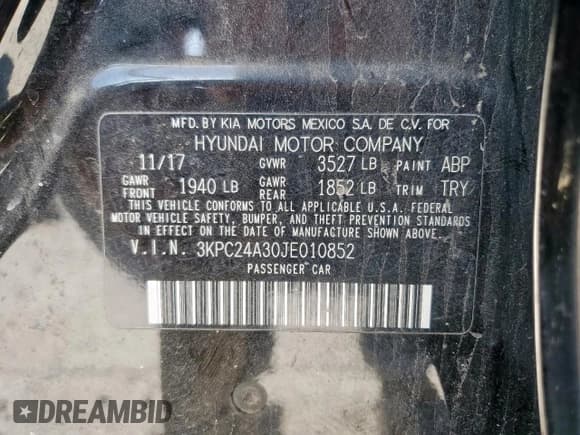 MFD. BY KIA MOTORS MEXICO S.A. DE C.V. FOR
HYUNDAI MOTOR COMPANY
11/17 GVWR 3527 LB PAINT ABP
GAWR FRONT 1940 LB GAWR REAR 1852 LB TRIM TRY
THIS VEHICLE CONFORMS TO ALL APPLICABLE U.S.A. FEDERAL
MOTOR VEHICLE SAFETY, BUMPER, AND THEFT PREVENTION STANDARDS
IN EFFECT ON THE DATE OF MANUFACTURE SHOWN ABOVE.
V.I.N. 3KPC24A30JE010852
PASSENGER CAR
DREAMBID